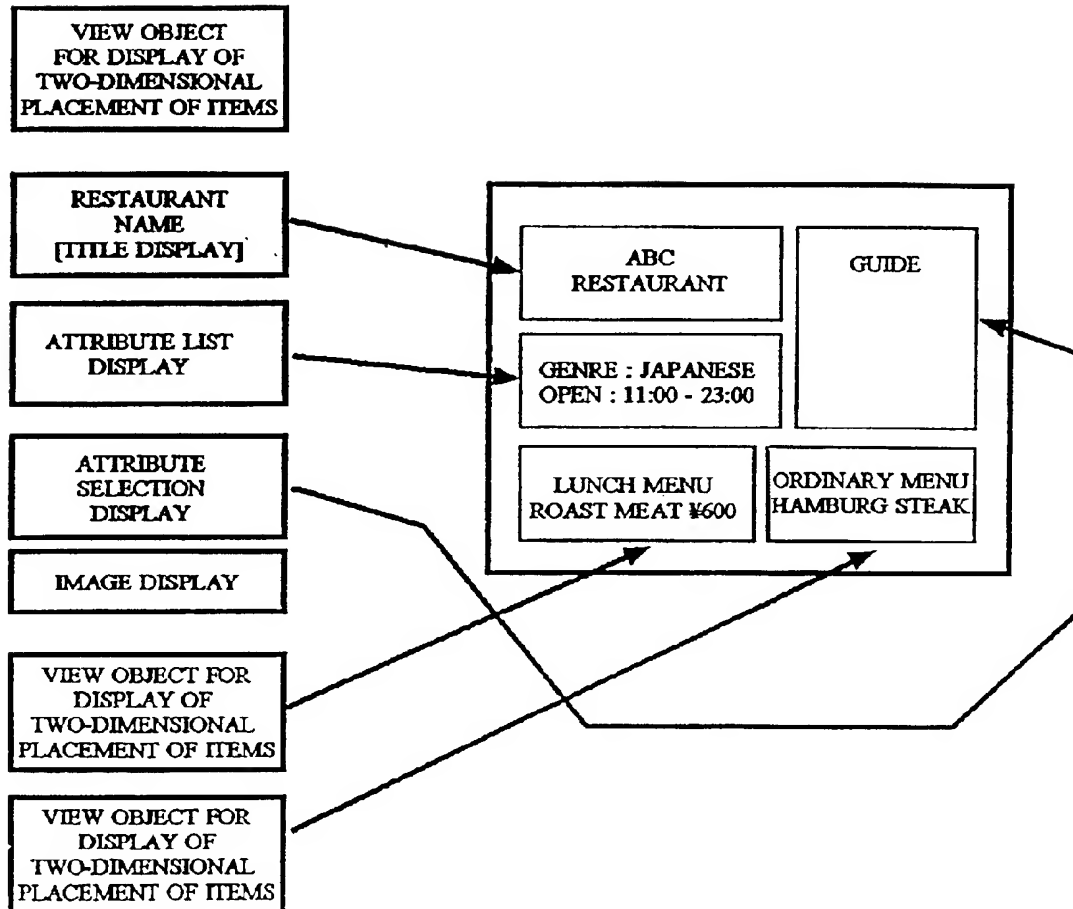 VIEW OBJECT
FOR DISPLAY OF
TWO-DIMENSIONAL
PLACEMENT OF ITEMS
RESTAURANT
NAME
[TITLE DISPLAY]
ATTRIBUTE LIST
DISPLAY
ATTRIBUTE
SELECTION
DISPLAY
IMAGE DISPLAY
VIEW OBJECT FOR
DISPLAY OF
TWO-DIMENSIONAL
PLACEMENT OF ITEMS
VIEW OBJECT FOR
DISPLAY OF
TWO-DIMENSIONAL
PLACEMENT OF ITEMS
ABC
RESTAURANT
GUIDE
GENRE : JAPANESE
OPEN : 11:00 - 23:00
LUNCH MENU
ROAST MEAT ¥600
ORDINARY MENU
HAMBURG STEAK